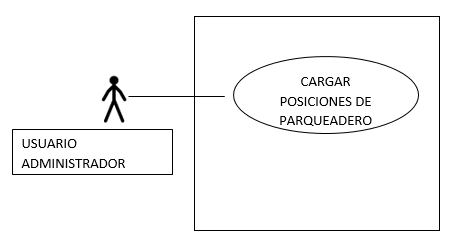 CARGAR
POSICIONES DE
PARQUEADERO
USUARIO
ADMINISTRADOR